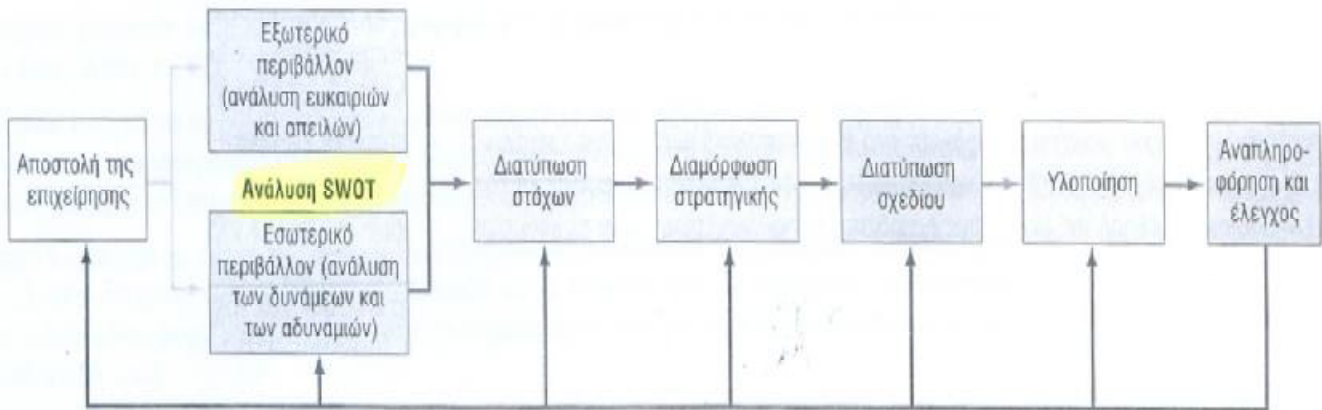 Αποστολή της
επιχείρησης
Εξωτερικό
περιβάλλον
(ανάλυση ευκαιριών
και απειλών)
Ανάλυση SWOT
Εσωτερικό
περιβάλλον (ανάλυση
των δυνάμεων και
των αδυναμιών)
Διατύπωση
στόχων
Διαμόρφωση
στρατηγικής
Διατύπωση
σχεδίου
Υλοποίηση
Αναπληρο-
φόρηση και
έλεγχος